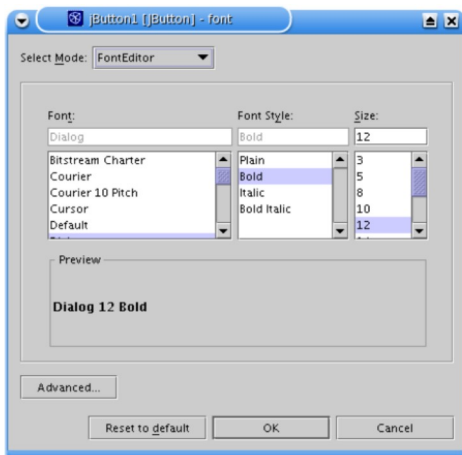 jButton1 [JButton] - font
Select Mode: FontEditor
Font: Font Style: Size:
Dialog Bold 12
Bitstream Charter Plain 3
Courier Bold 5
Courier 10 Pitch Italic 8
Cursor Bold Italic 10
Default 12
Preview
Dialog 12 Bold
Advanced...
Reset to default OK Cancel